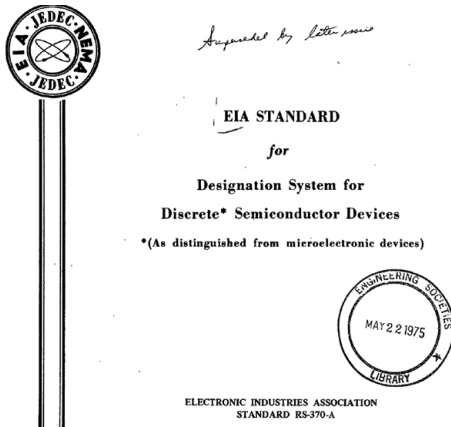 JEDEC
EIA
NEMA
JEDEC
Superseded by later issue
EIA STANDARD
for
Designation System for
Discrete* Semiconductor Devices
*(As distinguished from microelectronic devices)
ENGINEERING SOCIETIES
MAY 22 1975
LIBRARY
ELECTRONIC INDUSTRIES ASSOCIATION
STANDARD RS-370-A